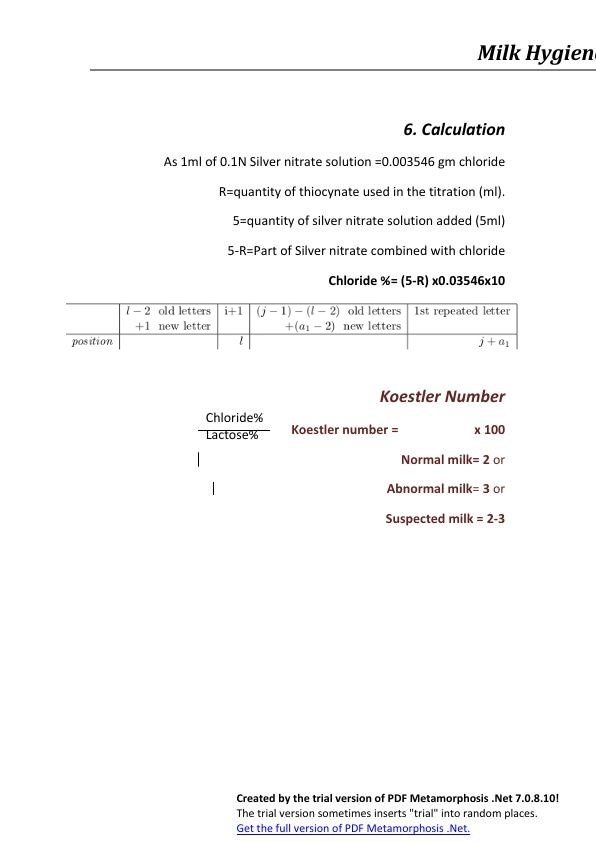 Milk Hygien
6. Calculation
As 1ml of 0.1N Silver nitrate solution =0.003546 gm chloride
R=quantity of thiocynate used in the titration (ml).
5=quantity of silver nitrate solution added (5ml)
5-R=Part of Silver nitrate combined with chloride
Chloride %= (5-R) x0.03546x10
l − 2 old letters i+1 (j − 1) − (l − 2) old letters 1st repeated letter
+1 new letter +(a₁ − 2) new letters
position l j + a₁
Koestler Number
Chloride%
Lactose%
Koestler number = x 100
Normal milk= 2 or
Abnormal milk= 3 or
Suspected milk = 2-3
Created by the trial version of PDF Metamorphosis .Net 7.0.8.10!
The trial version sometimes inserts "trial" into random places.
Get the full version of PDF Metamorphosis .Net.